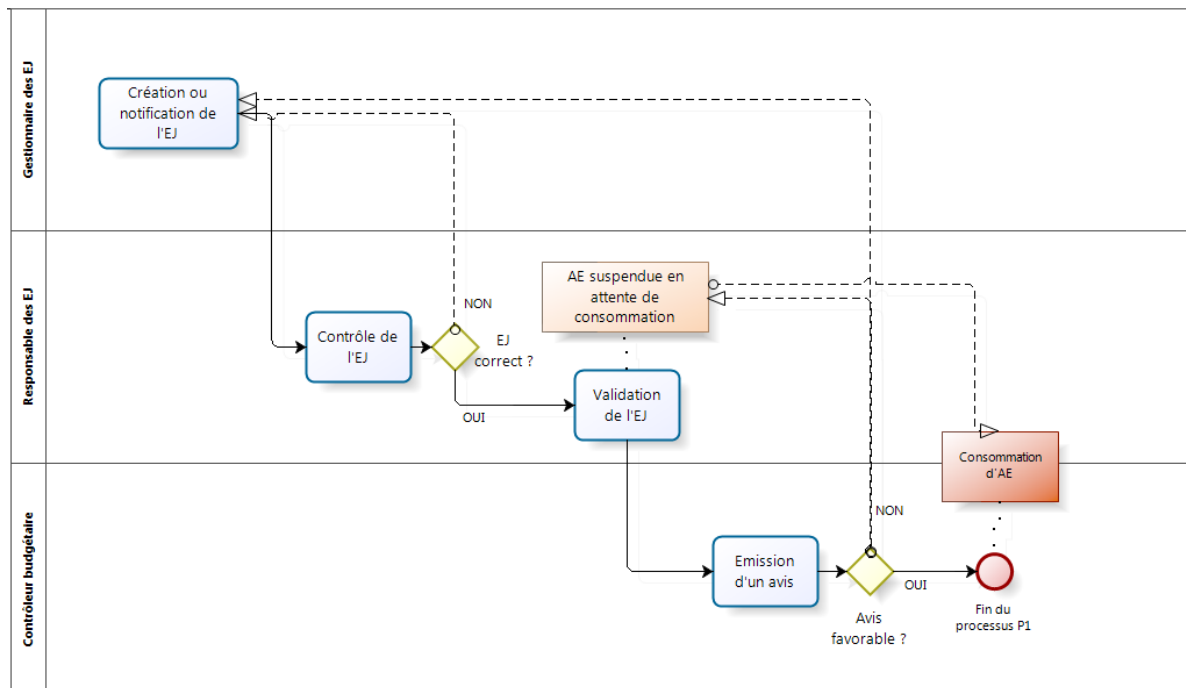 Gestionnaire des EJ
Création ou
notification de
l'EJ
Responsable des EJ
AE suspendue en
attente de
consommation
NON
Contrôle de
l'EJ
EJ
correct ?
OUI
Validation
de l'EJ
Consommation
d'AE
Contrôleur budgétaire
NON
Emission
d'un avis
OUI
Avis
favorable ?
Fin du
processus P1